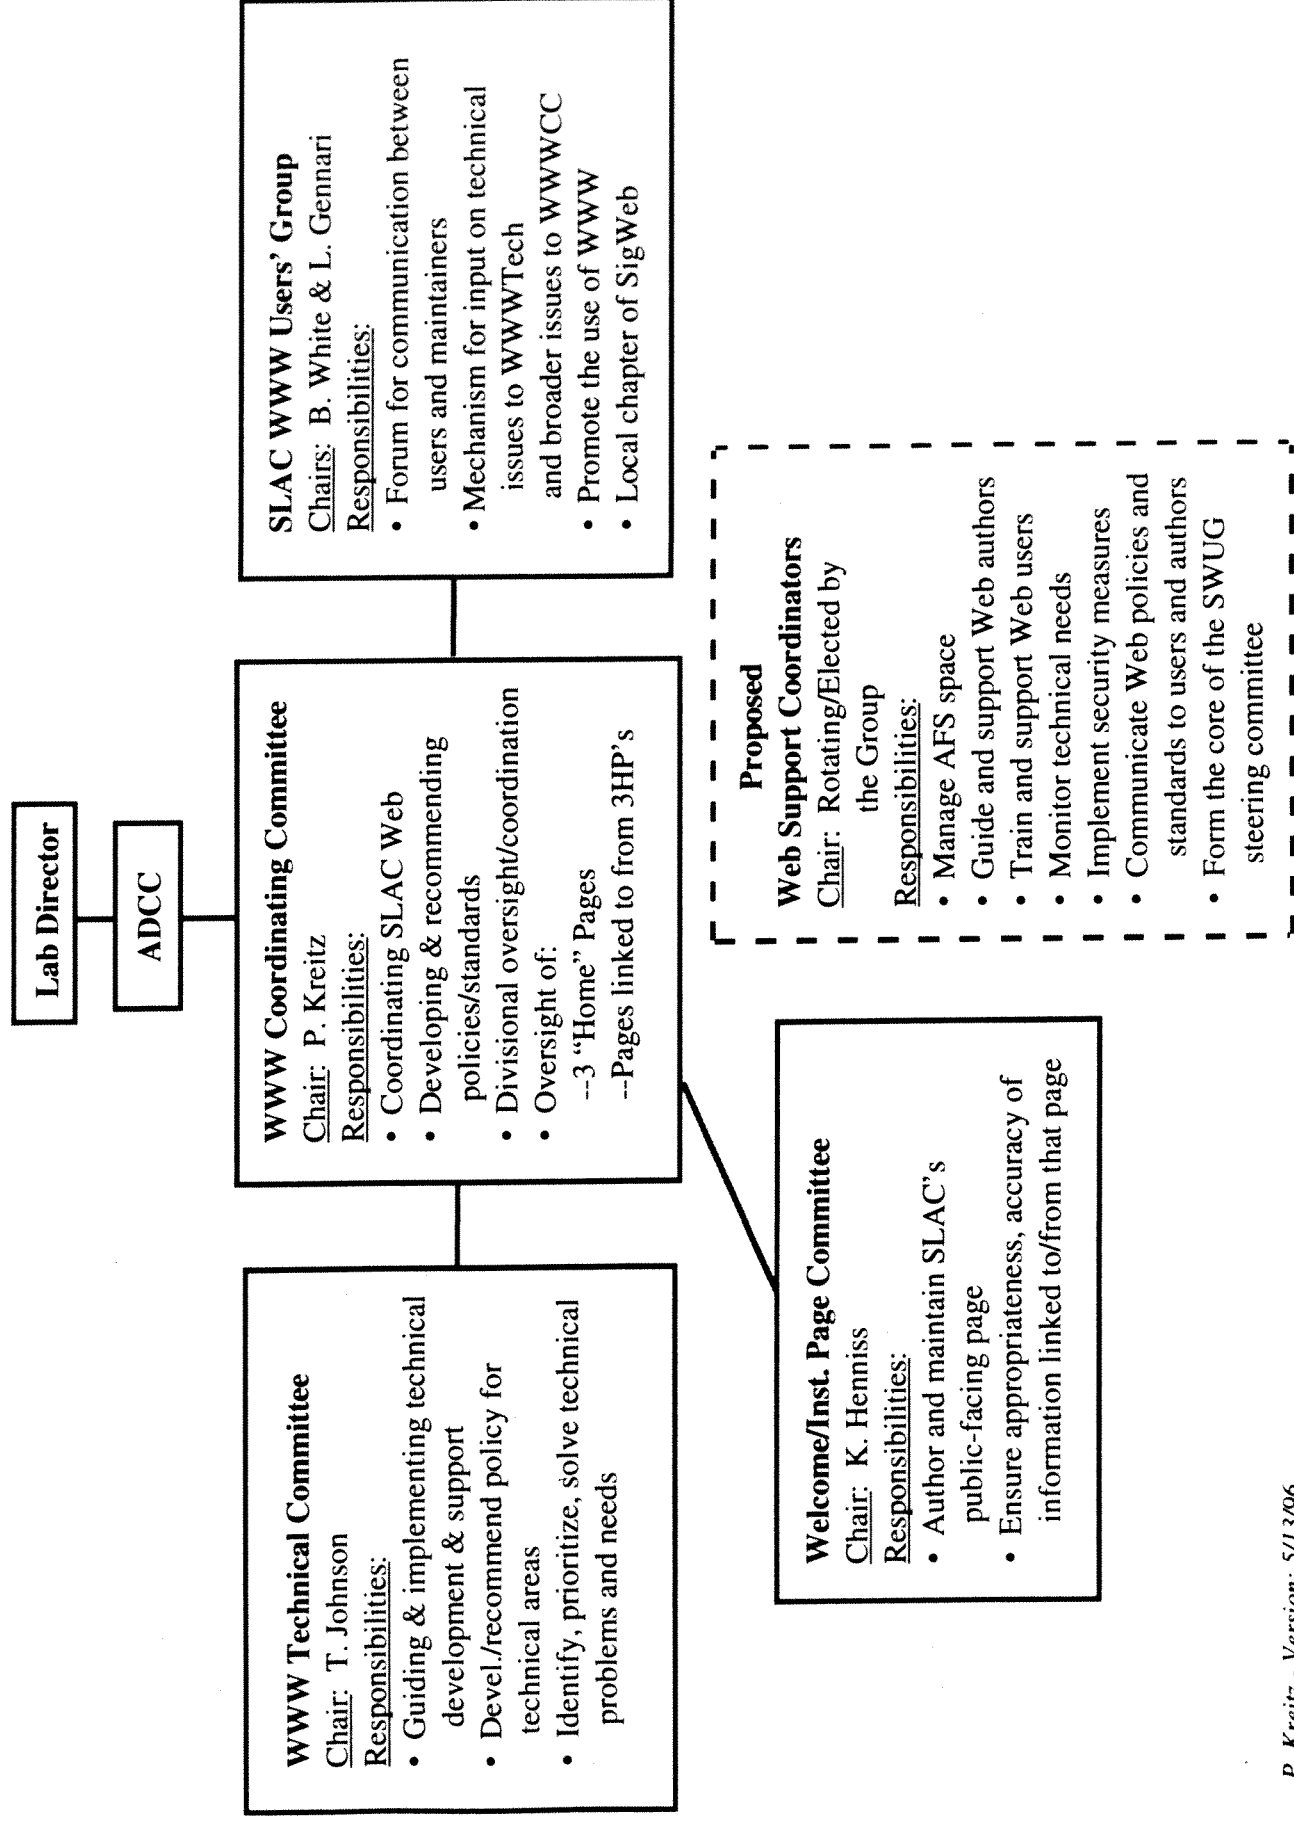 Lab Director
ADCC
WWW Technical Committee
Chair: T. Johnson
Responsibilities:
• Guiding & implementing technical
development & support
• Devel./recommend policy for
technical areas
• Identify, prioritize, solve technical
problems and needs
WWW Coordinating Committee
Chair: P. Kreitz
Responsibilities:
• Coordinating SLAC Web
• Developing & recommending
policies/standards
• Divisional oversight/coordination
• Oversight of:
--3 “Home” Pages
--Pages linked to from 3HP's
SLAC WWW Users' Group
Chairs: B. White & L. Gennari
Responsibilities:
• Forum for communication between
users and maintainers
• Mechanism for input on technical
issues to WWWTech
and broader issues to WWWCC
• Promote the use of WWW
• Local chapter of SigWeb
Welcome/Inst. Page Committee
Chair: K. Henniss
Responsibilities:
• Author and maintain SLAC's
public-facing page
• Ensure appropriateness, accuracy of
information linked to/from that page
Proposed
Web Support Coordinators
Chair: Rotating/Elected by
the Group
Responsibilities:
• Manage AFS space
• Guide and support Web authors
• Train and support Web users
• Monitor technical needs
• Implement security measures
• Communicate Web policies and
standards to users and authors
• Form the core of the SWUG
steering committee
P. Kreitz - Version: 5/13/96